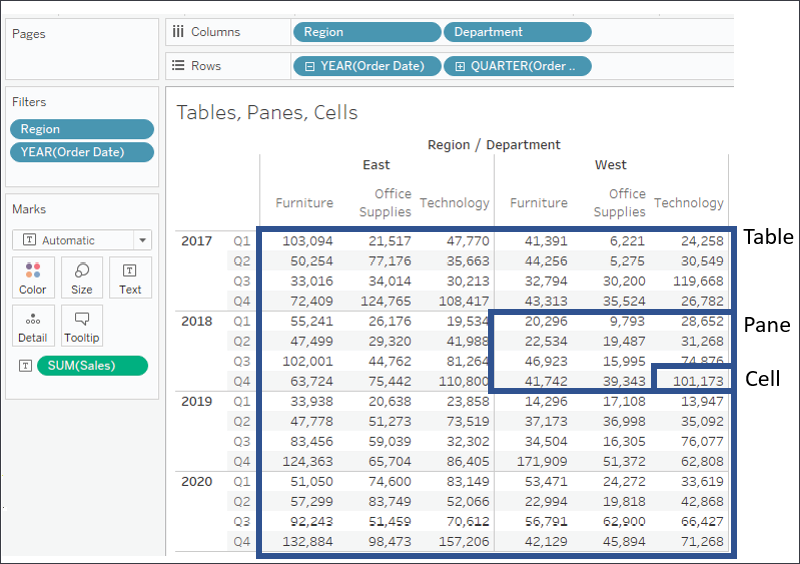 Pages
Columns Region Department
Rows YEAR(Order Date) QUARTER(Order ..
Filters
Region
YEAR(Order Date)
Marks
Automatic
Color Size Text
Detail Tooltip
SUM(Sales)
Tables, Panes, Cells
Region / Department
East West
Furniture Office Supplies Technology Furniture Office Supplies Technology
2017 Q1 103,094 21,517 47,770 41,391 6,221 24,258 Table
Q2 50,254 77,176 35,663 44,256 5,275 30,549
Q3 33,016 34,014 30,213 32,794 30,200 119,668
Q4 72,409 124,765 108,417 43,313 35,524 26,782
2018 Q1 55,241 26,176 19,534 20,296 9,793 28,652 Pane
Q2 47,499 29,320 41,988 22,534 19,487 31,268
Q3 102,001 44,762 81,264 46,923 15,995 74,876
Q4 63,724 75,442 110,800 41,742 39,343 101,173 Cell
2019 Q1 33,938 20,638 23,858 14,296 17,108 13,947
Q2 47,778 51,273 73,519 37,173 36,998 35,092
Q3 83,456 59,039 32,302 34,504 16,305 76,077
Q4 124,363 65,704 86,405 171,909 51,372 62,808
2020 Q1 51,050 74,600 83,149 53,471 24,272 33,619
Q2 57,299 83,749 52,066 22,994 19,818 42,868
Q3 92,243 51,459 70,612 56,791 62,900 66,427
Q4 132,884 98,473 157,206 42,129 45,894 71,268